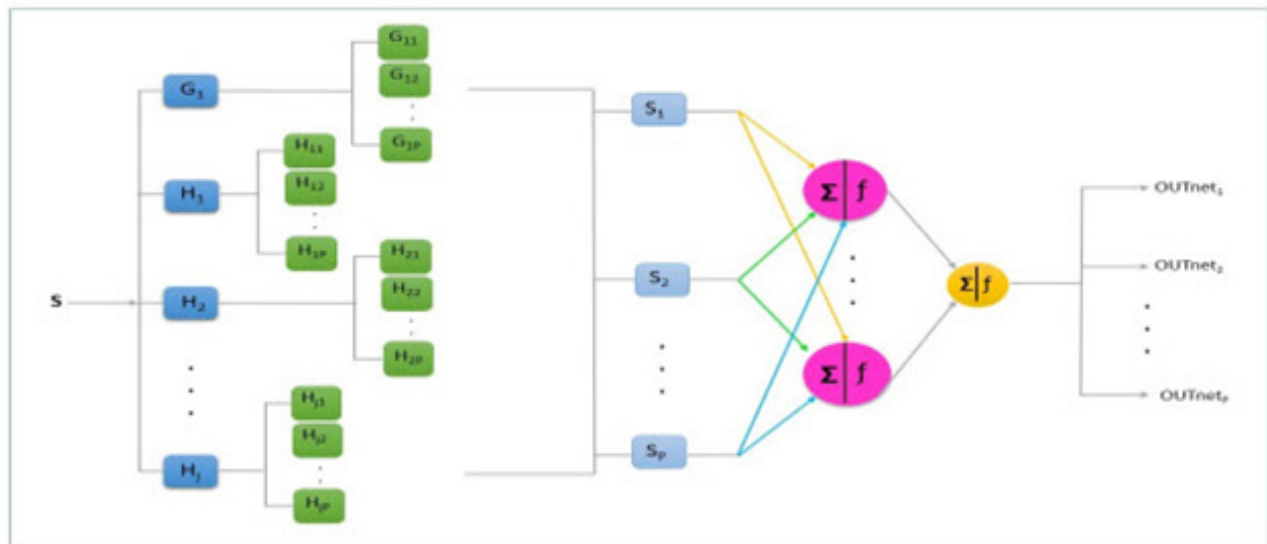 S
G₁
H₁
H₂
Hⱼ
G₁₁
G₁₂
G₁ₚ
H₁₁
H₁₂
H₁ₚ
H₂₁
H₂₂
H₂ₚ
Hⱼ₁
Hⱼ₂
Hⱼₚ
S₁
S₂
Sₚ
Σ ƒ
Σ ƒ
Σ ƒ
OUTnet₁
OUTnet₂
OUTnetₚ